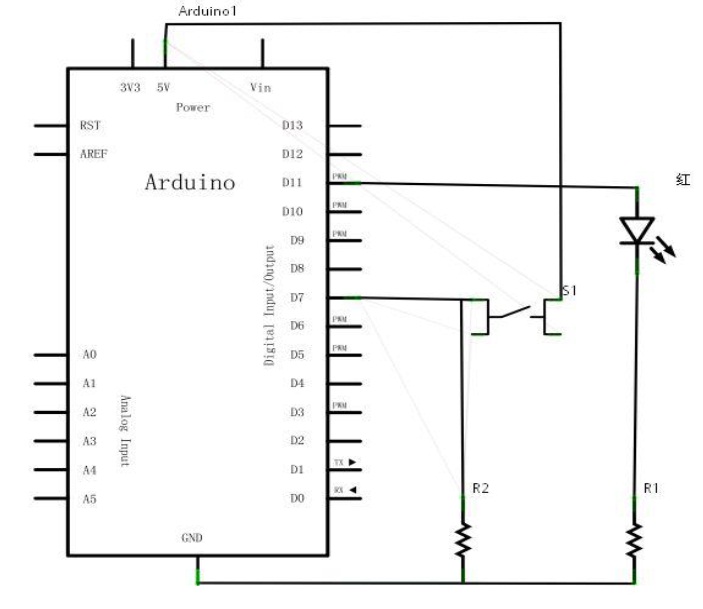 Arduino1
3V3 5V Vin
Power
RST
AREF
Arduino
D13
D12
D11 PWM
D10 PWM
D9 PWM
D8
D7
D6 PWM
D5 PWM
D4
D3 PWM
D2
D1 TX
D0 RX
Digital Input/Output
A0
A1
A2
A3
A4
A5
Analog Input
GND
红
S1
R2
R1